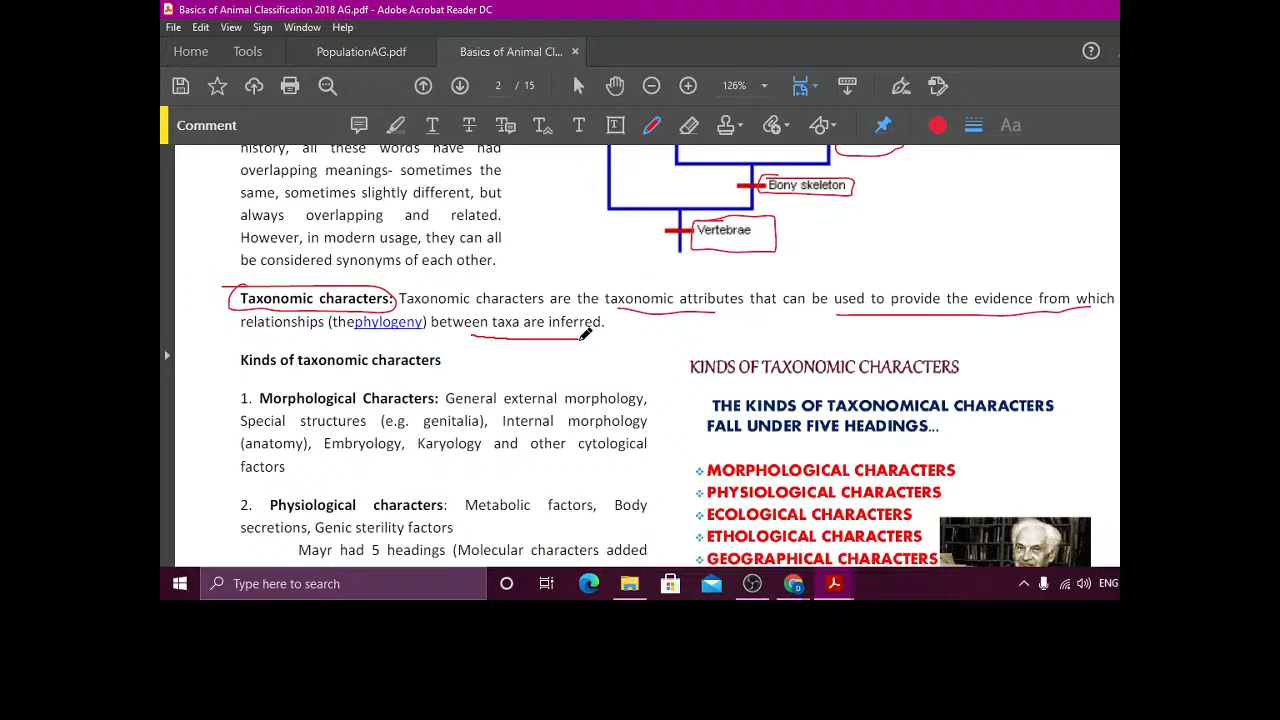 Basics of Animal Classification 2018 AG.pdf - Adobe Acrobat Reader DC
File Edit View Sign Window Help
Home Tools PopulationAG.pdf Basics of Animal Cl... ×
2 / 15 126%
Comment
Aa
history, all these words have had
overlapping meanings- sometimes the
same, sometimes slightly different, but
always overlapping and related.
However, in modern usage, they can all
be considered synonyms of each other.
Bony skeleton
Vertebrae
Taxonomic characters: Taxonomic characters are the taxonomic attributes that can be used to provide the evidence from which
relationships (thephylogeny) between taxa are inferred.
Kinds of taxonomic characters
1. Morphological Characters: General external morphology,
Special structures (e.g. genitalia), Internal morphology
(anatomy), Embryology, Karyology and other cytological
factors
2. Physiological characters: Metabolic factors, Body
secretions, Genic sterility factors
Mayr had 5 headings (Molecular characters added
KINDS OF TAXONOMIC CHARACTERS
THE KINDS OF TAXONOMICAL CHARACTERS
FALL UNDER FIVE HEADINGS...
MORPHOLOGICAL CHARACTERS
PHYSIOLOGICAL CHARACTERS
ECOLOGICAL CHARACTERS
ETHOLOGICAL CHARACTERS
GEOGRAPHICAL CHARACTERS
Type here to search
ENG